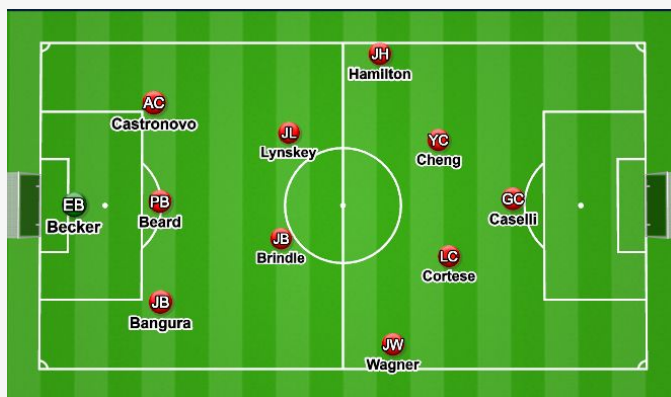 JH
Hamilton
AC
Castronovo
JL
Lynskey
YC
Cheng
EB
Becker
PB
Beard
GC
Caselli
JB
Brindle
LC
Cortese
JB
Bangura
JW
Wagner